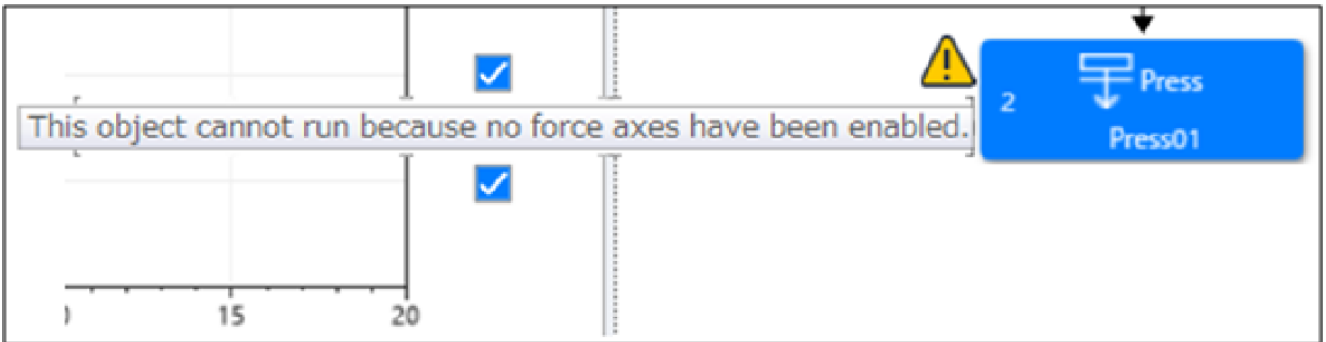 Press
This object cannot run because no force axes have been enabled.
2
Press01
15
20